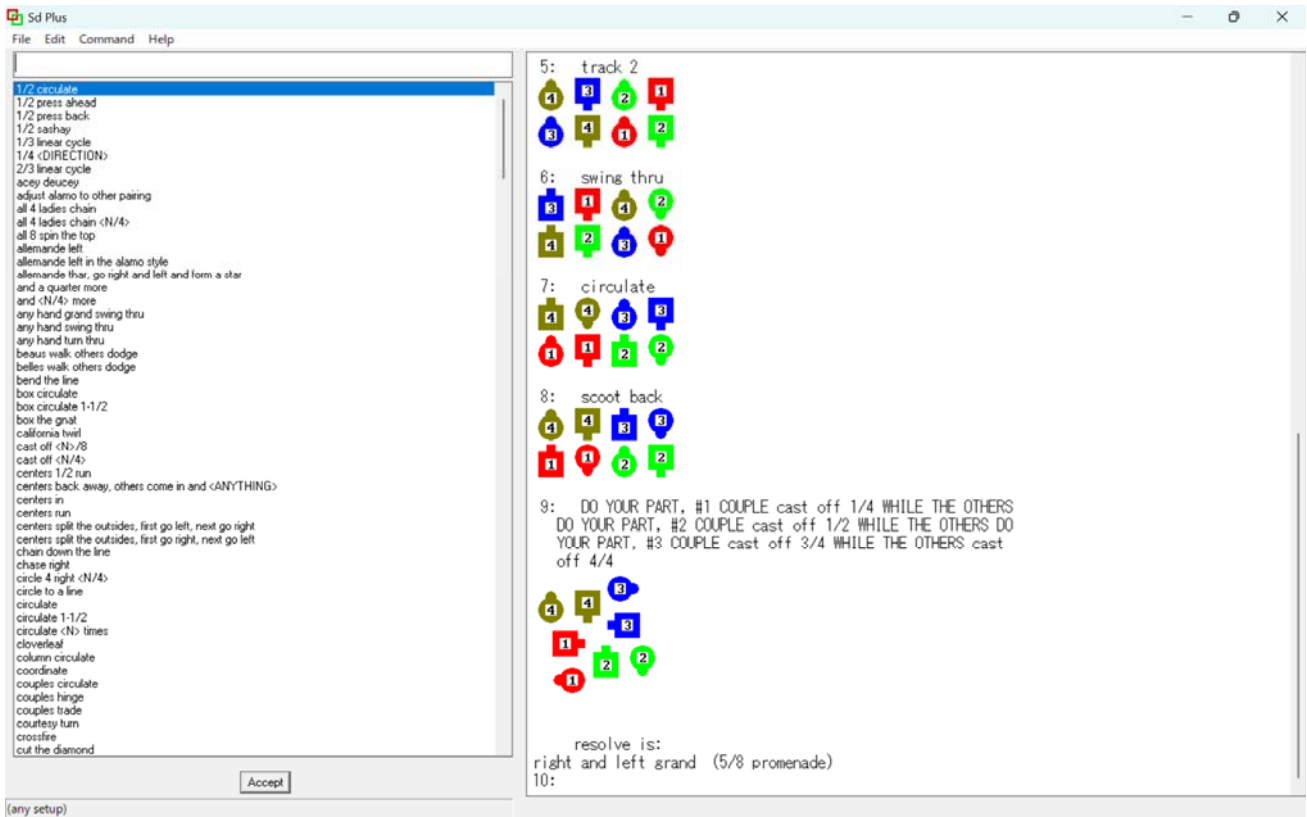 Sd Plus
File Edit Command Help
1/2 circulate
1/2 press ahead
1/2 press back
1/2 sashay
1/3 linear cycle
1/4 <DIRECTION>
2/3 linear cycle
acey deucey
adjust alamo to other pairing
all 4 ladies chain
all 4 ladies chain <N/4>
all 8 spin the top
allemande left
allemande left in the alamo style
allemande thar, go right and left and form a star
and a quarter more
and <N/4> more
any hand grand swing thru
any hand swing thru
any hand turn thru
beaus walk others dodge
belles walk others dodge
bend the line
box circulate
box circulate 1-1/2
box the gnat
california twirl
cast off <N>/8
cast off <N/4>
centers 1/2 run
centers back away, others come in and <ANYTHING>
centers in
centers run
centers split the outsides, first go left, next go right
centers split the outsides, first go right, next go left
chain down the line
chase right
circle 4 right <N/4>
circle to a line
circulate
circulate 1-1/2
circulate <N> times
cloverleaf
column circulate
coordinate
couples circulate
couples hinge
couples trade
courtesy turn
crossfire
cut the diamond
Accept
(any setup)
5: track 2
4 3 2 1
3 4 1 2
6: swing thru
3 1 4 2
4 2 3 1
7: circulate
4 4 3 3
1 1 2 2
8: scoot back
4 4 3 3
1 1 2 2
9: DO YOUR PART, #1 COUPLE cast off 1/4 WHILE THE OTHERS
DO YOUR PART, #2 COUPLE cast off 1/2 WHILE THE OTHERS DO
YOUR PART, #3 COUPLE cast off 3/4 WHILE THE OTHERS cast
off 4/4
3
4 4
3
1
2 2
1
resolve is:
right and left grand (5/8 promenade)
10: